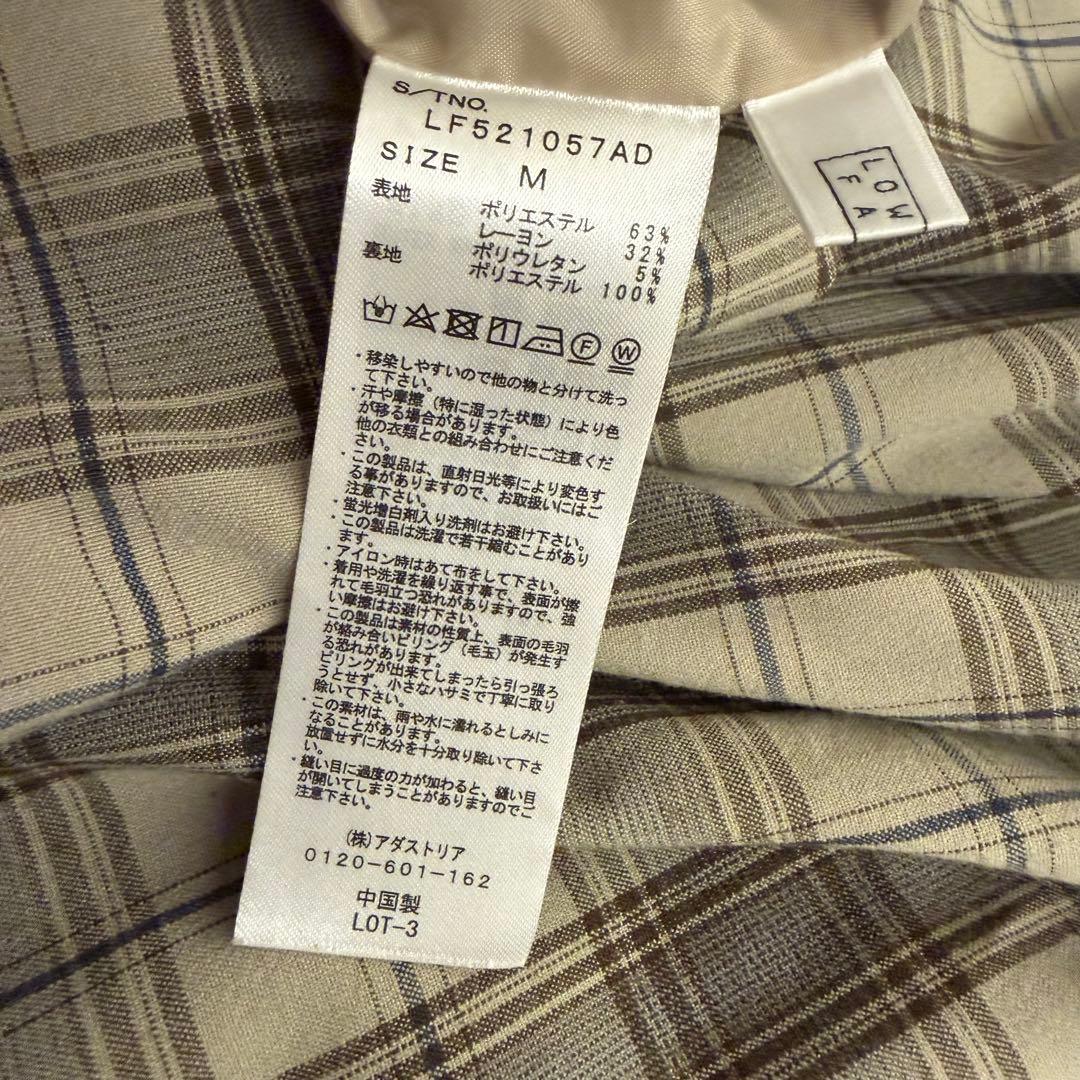 S/TNO.
LF521057AD
SIZE M
表地 ポリエステル 63%
レーヨン 32%
ポリウレタン 5%
裏地 ポリエステル 100%
F W
・移染しやすいので他の物と分けて洗っ
て下さい。
・汗や摩擦（特に湿った状態）により色
が移る場合があります。
他の衣類との組み合わせにご注意くだ
さい。
・この製品は、直射日光等により変色す
る事がありますので、お取扱いにはご
注意下さい。
・蛍光増白剤入り洗剤はお避け下さい。
・この製品は洗濯で若干縮むことがあり
ます。
・アイロン時はあて布をして下さい。
・着用や洗濯を繰り返す事で、表面が擦
れて毛羽立つ恐れがありますので、強
い摩擦はお避け下さい。
・この製品は素材の性質上、表面の毛羽
が絡み合いピリング（毛玉）が発生す
る恐れがあります。
ピリングが出来てしまったら引っ張ろ
うとせず、小さなハサミで丁寧に取り
除いて下さい。
・この素材は、雨や水に濡れるとしみに
なることがあります。
放置せずに水分を十分取り除いて下さ
い。
・縫い目に過度の力が加わると、縫い目
が開いてしまうことがありますのでご
注意下さい。
(株)アダストリア
0120-601-162
中国製
LOT-3
LOW
FA